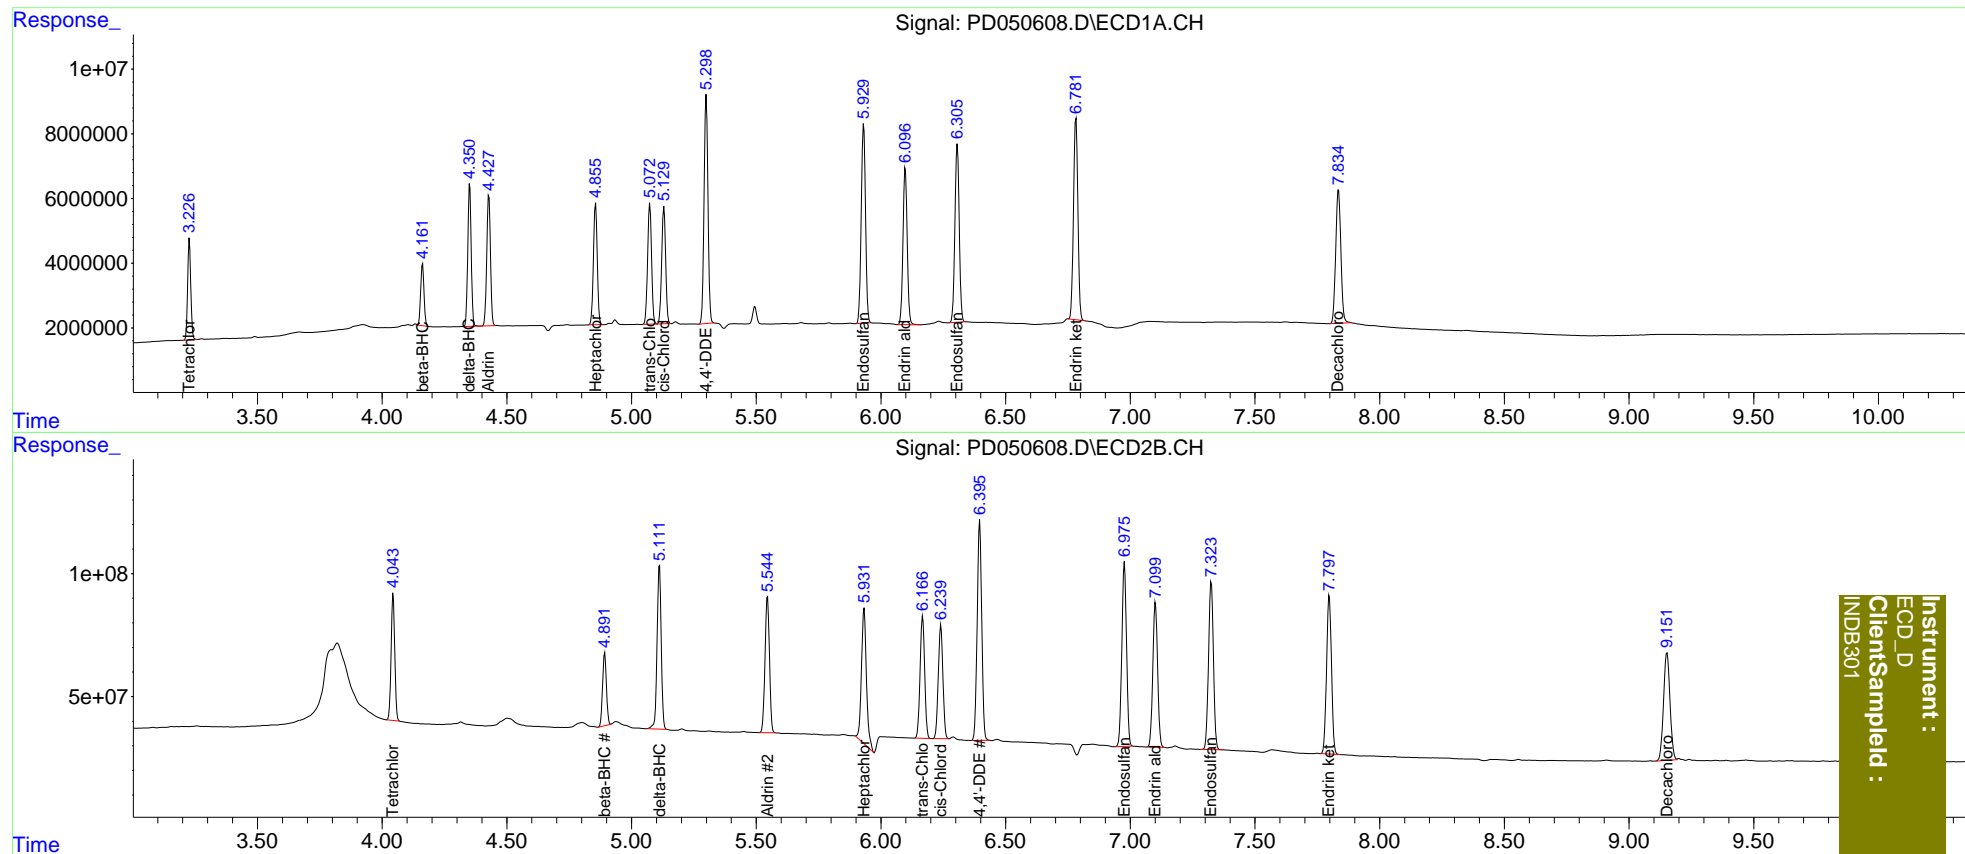 Response_
Signal: PD050608.D\ECD1A.CH
1e+07
8000000
6000000
4000000
2000000
3.226
4.161
4.350
4.427
4.855
5.072
5.129
5.298
5.929
6.096
6.305
6.781
7.834
Tetrachlor
beta-BHC
delta-BHC
Aldrin
Heptachlor
trans-Chlo
cis-Chlord
4,4'-DDE
Endosulfan
Endrin ald
Endosulfan
Endrin ket
Decachloro
Time
3.50 4.00 4.50 5.00 5.50 6.00 6.50 7.00 7.50 8.00 8.50 9.00 9.50 10.00
Response_
Signal: PD050608.D\ECD2B.CH
1e+08
5e+07
4.043
4.891
5.111
5.544
5.931
6.166
6.239
6.395
6.975
7.099
7.323
7.797
9.151
Tetrachlor
beta-BHC #
delta-BHC
Aldrin #2
Heptachlor
trans-Chlo
cis-Chlord
4,4'-DDE #
Endosulfan
Endrin ald
Endosulfan
Endrin ket
Decachloro
Time
3.50 4.00 4.50 5.00 5.50 6.00 6.50 7.00 7.50 8.00 8.50 9.00 9.50
Instrument :
ECD_D
ClientSampleId :
INDB301